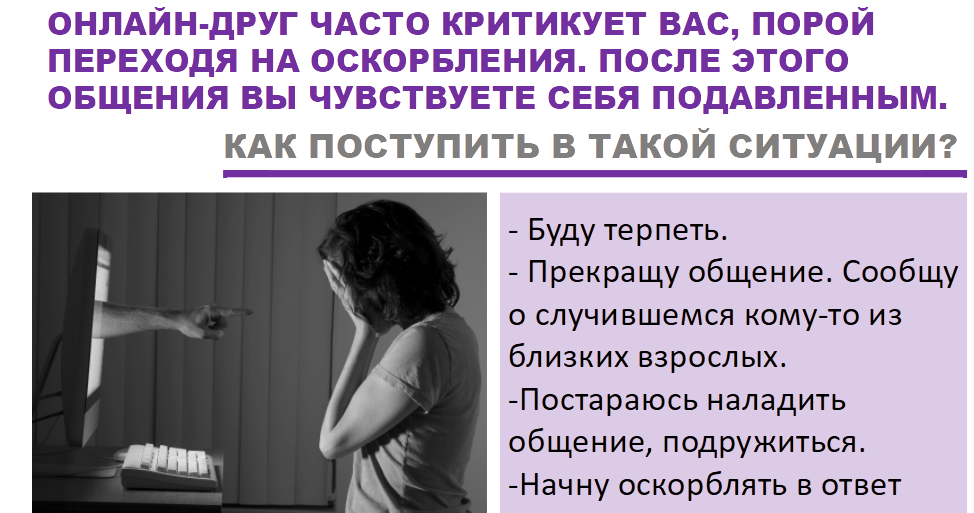 ОНЛАЙН-ДРУГ ЧАСТО КРИТИКУЕТ ВАС, ПОРОЙ
ПЕРЕХОДЯ НА ОСКОРБЛЕНИЯ. ПОСЛЕ ЭТОГО
ОБЩЕНИЯ ВЫ ЧУВСТВУЕТЕ СЕБЯ ПОДАВЛЕННЫМ.
КАК ПОСТУПИТЬ В ТАКОЙ СИТУАЦИИ?
- Буду терпеть.
- Прекращу общение. Сообщу
о случившемся кому-то из
близких взрослых.
-Постараюсь наладить
общение, подружиться.
-Начну оскорблять в ответ